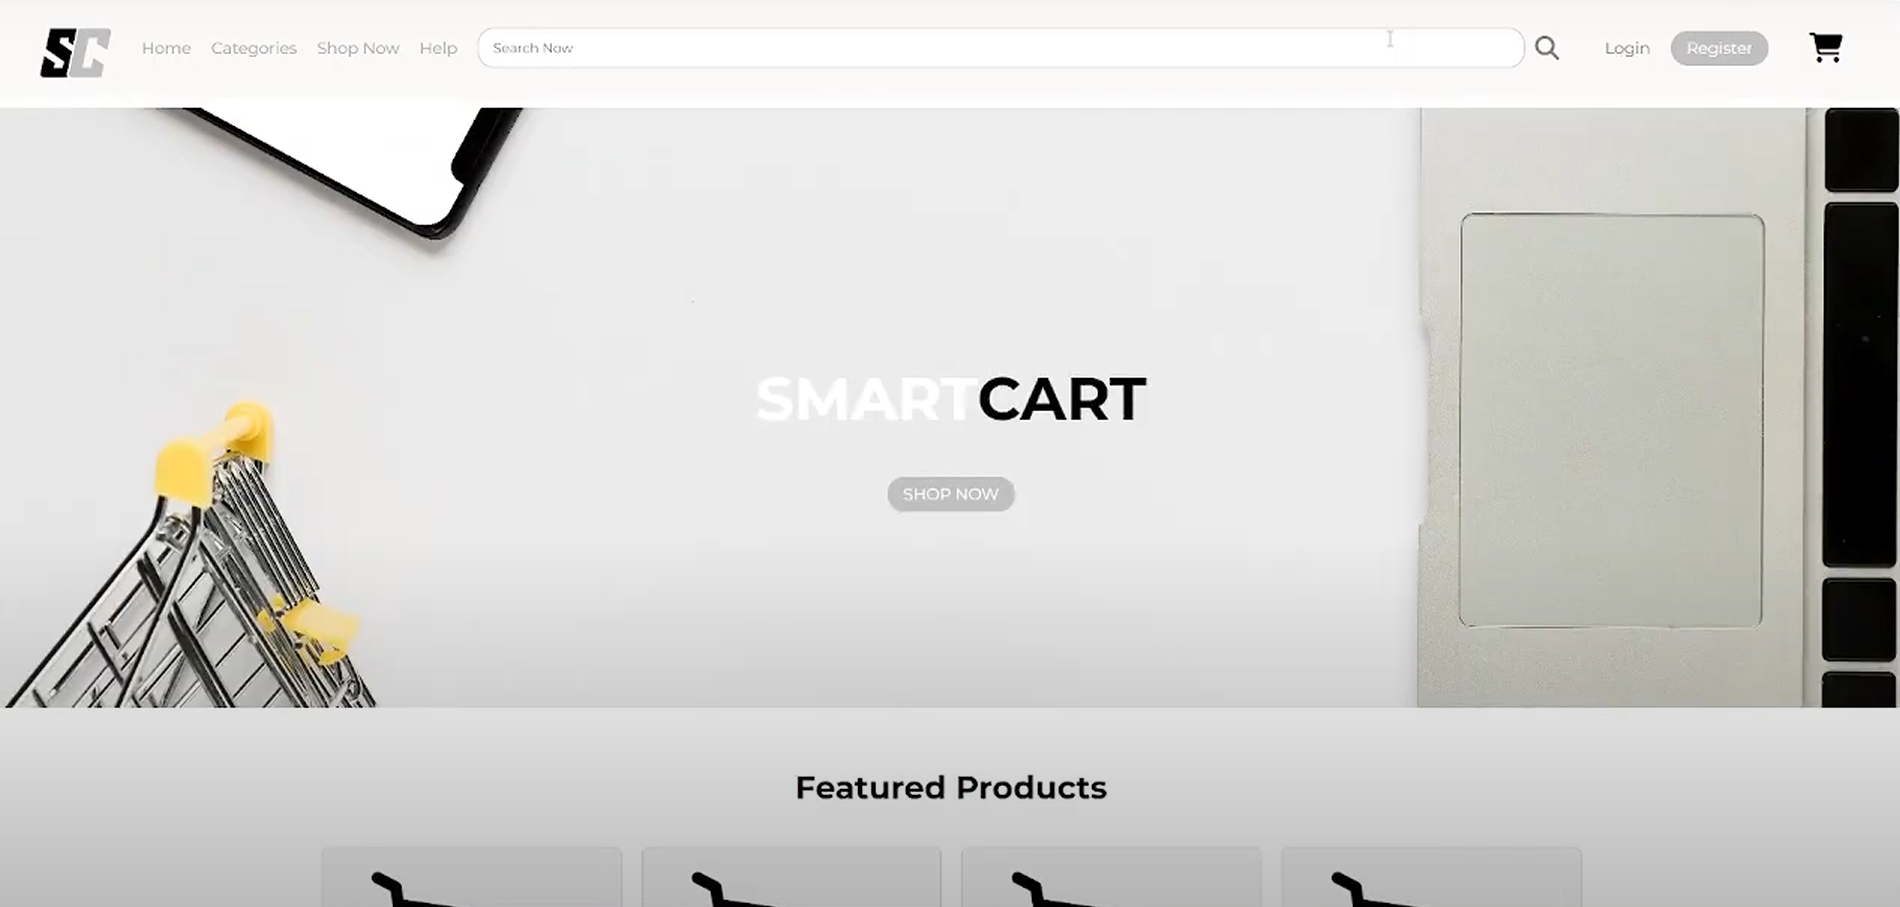 SC
Home Categories Shop Now Help Search Now Login Register
SMARTCART
SHOP NOW
Featured Products